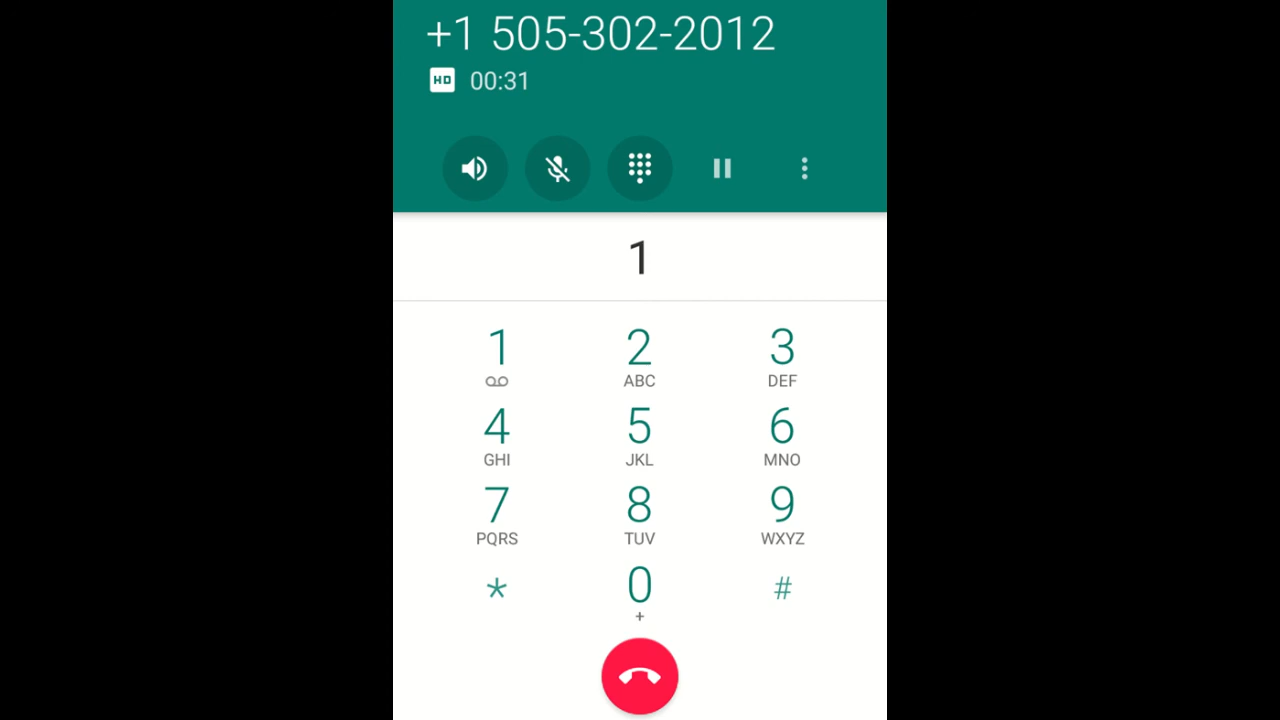 +1 505-302-2012
HD 00:31
1
1 2 3
ABC DEF
4 5 6
GHI JKL MNO
7 8 9
PQRS TUV WXYZ
* 0 #
+